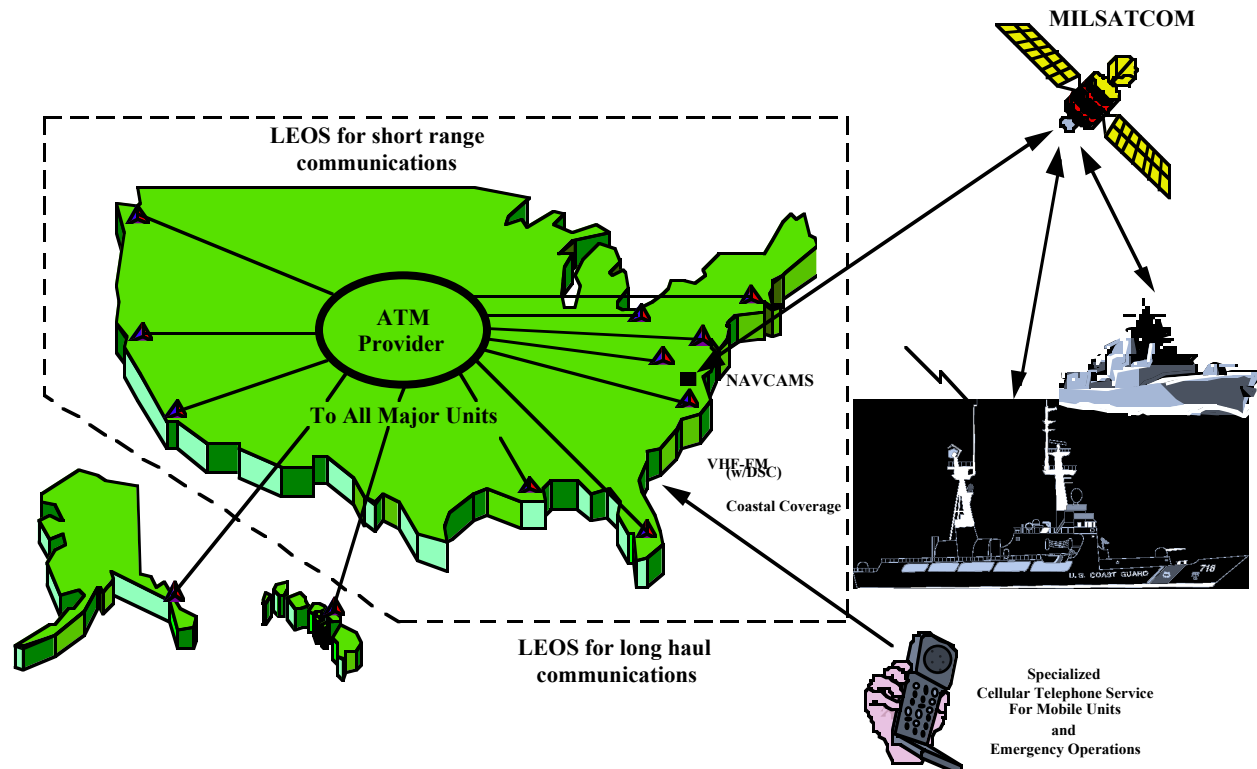 MILSATCOM
LEOS for short range
communications
ATM
Provider
NAVCAMS
To All Major Units
VHF-FM
(w/DSC)
Coastal Coverage
U.S. COAST GUARD
718
LEOS for long haul
communications
Specialized
Cellular Telephone Service
For Mobile Units
and
Emergency Operations